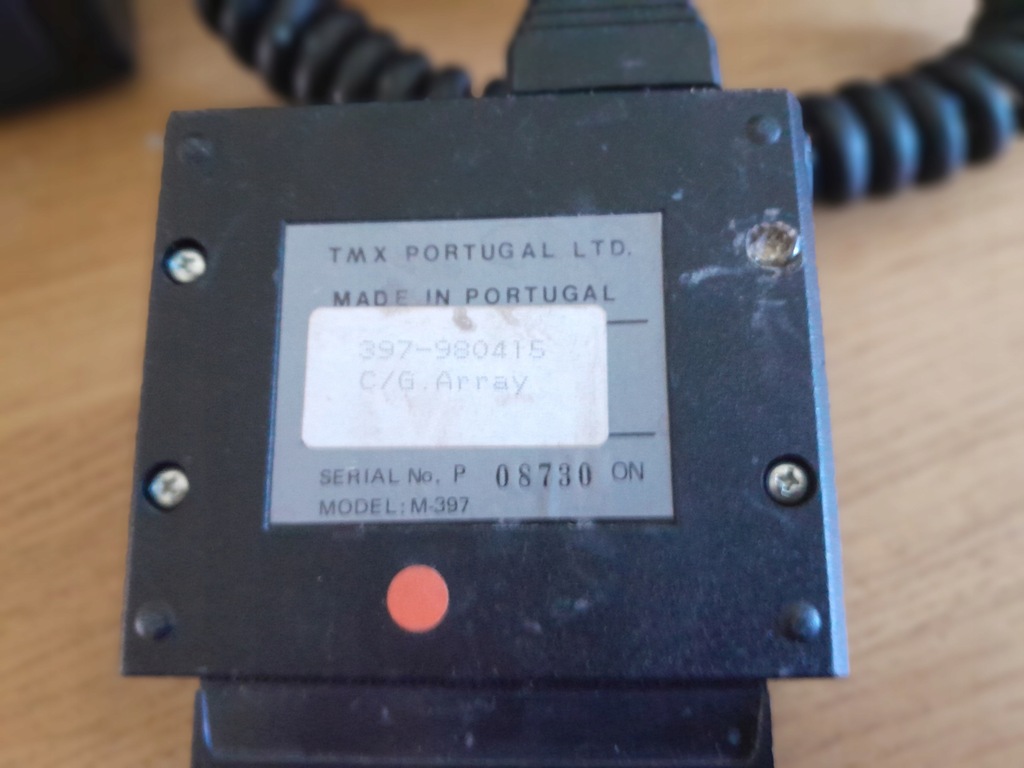 TMX PORTUGAL LTD.
MADE IN PORTUGAL
397-980415
C/G.Array
SERIAL No. P 08730 ON
MODEL: M-397